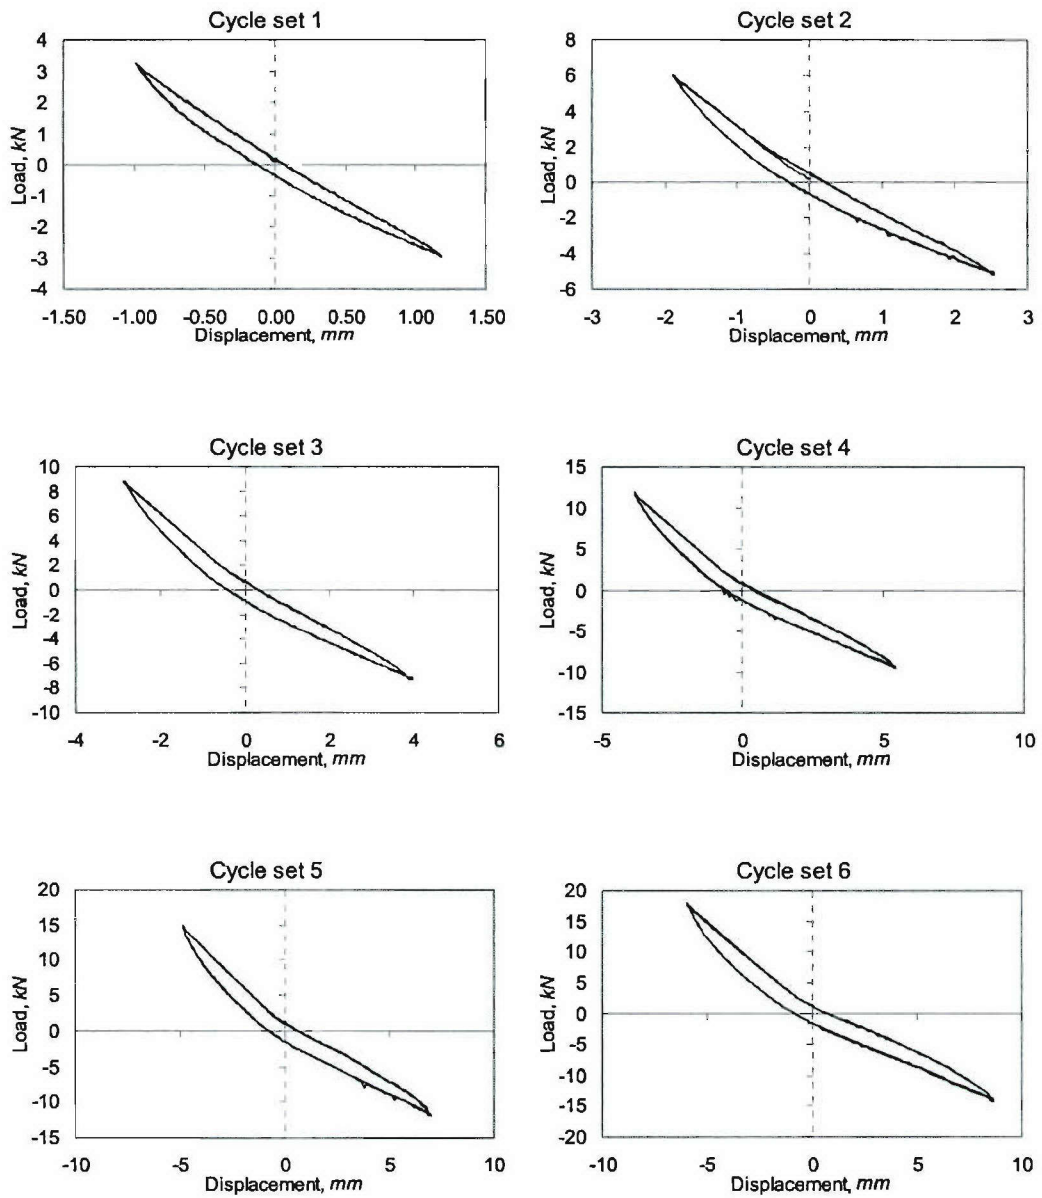 Cycle set 1
4
3
2
1
0
-1
-2
-3
-4
Load, kN
-1.50 -1.00 -0.50 0.00 0.50 1.00 1.50
Displacement, mm
Cycle set 2
8
6
4
2
0
-2
-4
-6
Load, kN
-3 -2 -1 0 1 2 3
Displacement, mm
Cycle set 3
10
8
6
4
2
0
-2
-4
-6
-8
-10
Load, kN
-4 -2 0 2 4 6
Displacement, mm
Cycle set 4
15
10
5
0
-5
-10
-15
Load, kN
-5 0 5 10
Displacement, mm
Cycle set 5
20
15
10
5
0
-5
-10
-15
Load, kN
-10 -5 0 5 10
Displacement, mm
Cycle set 6
20
15
10
5
0
-5
-10
-15
-20
Load, kN
-10 -5 0 5 10
Displacement, mm